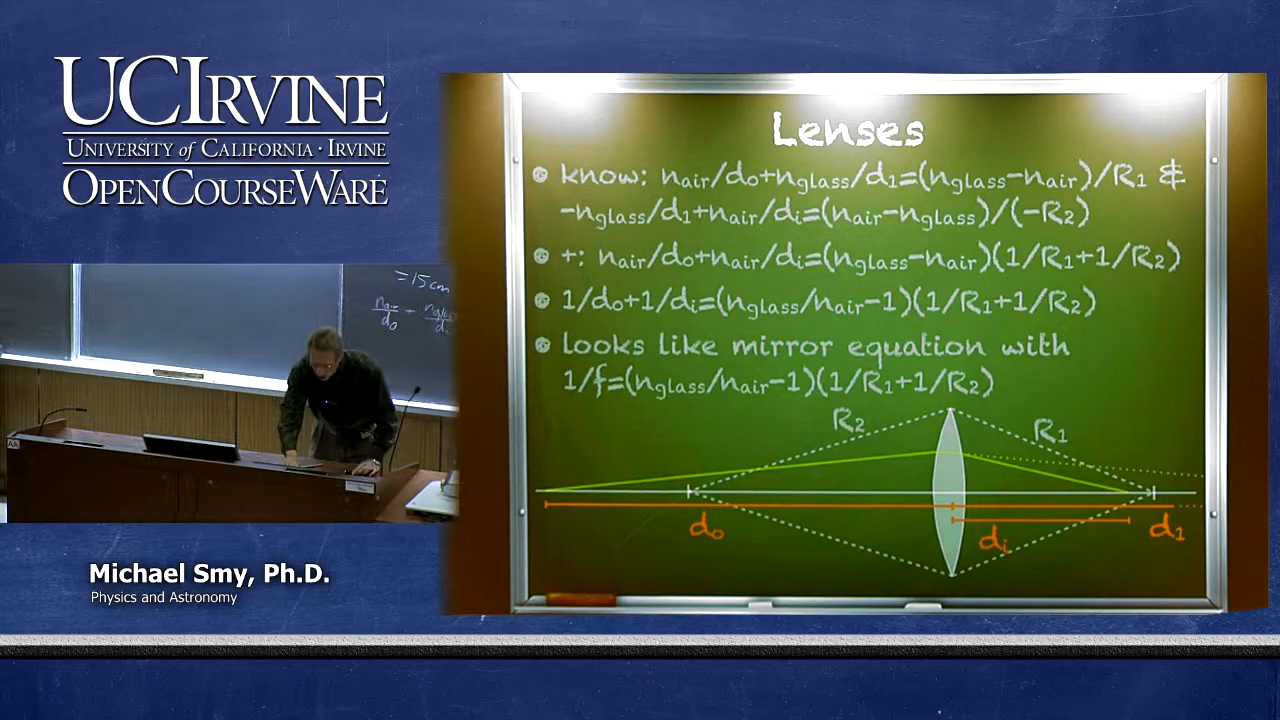 UCIRVINE
UNIVERSITY of CALIFORNIA · IRVINE
OPENCOURSEWARE
Lenses
know: nair/do+nglass/d1=(nglass-nair)/R1 &
-nglass/d1+nair/di=(nair-nglass)/(-R2)
+: nair/do+nair/di=(nglass-nair)(1/R1+1/R2)
1/do+1/di=(nglass/nair-1)(1/R1+1/R2)
looks like mirror equation with
1/f=(nglass/nair-1)(1/R1+1/R2)
R2
R1
do
di
d1
=15cm
Michael Smy, Ph.D.
Physics and Astronomy